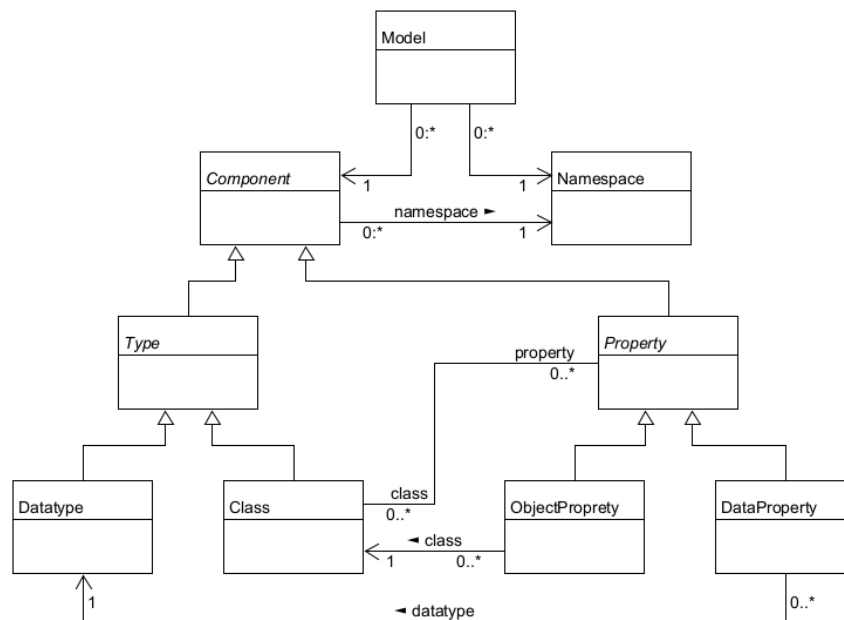 Model
0:*
0:*
Component
1
1
Namespace
namespace ►
0:*
1
Type
Property
property
0..*
Datatype
Class
class
0..*
ObjectProprety
DataProperty
◄ class
1
0..*
1
◄ datatype
0..*